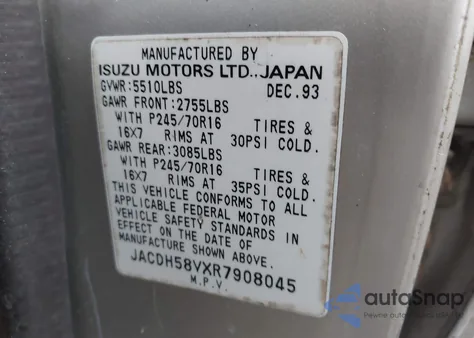 MANUFACTURED BY
ISUZU MOTORS LTD., JAPAN
GVWR:5510LBS DEC.93
GAWR FRONT:2755LBS
WITH P245/70R16 TIRES &
16X7 RIMS AT 30PSI COLD.
GAWR REAR:3085LBS
WITH P245/70R16 TIRES &
16X7 RIMS AT 35PSI COLD.
THIS VEHICLE CONFORMS TO ALL
APPLICABLE FEDERAL MOTOR
VEHICLE SAFETY STANDARDS IN
EFFECT ON THE DATE OF
MANUFACTURE SHOWN ABOVE.
JACDH58VXR7908045
M.P.V.
autoSnap
Pewne auto